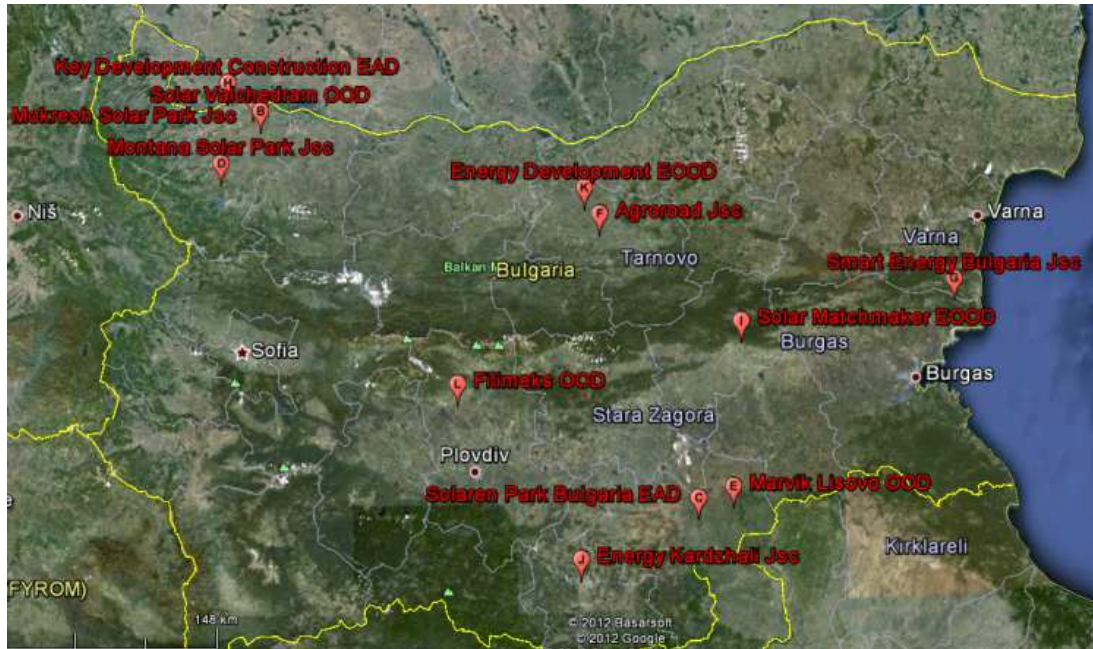 Key Development Construction EAD
H
Solar Valchedram OOD
B
Mokresh Solar Park Jsc
Montana Solar Park Jsc
D
Energy Development EOOD
K
Agroroad Jsc
F
Niš
Varna
Varna
Tarnovo
Smart Energy Bulgaria Jsc
G
Bulgaria
Solar Matchmaker EOOD
I
Burgas
Sofia
Burgas
Filimaks OOD
L
Stara Zagora
Plovdiv
Solaren Park Bulgaria EAD
C
Marvik Lisovo OOD
E
Kirklareli
Energy Kardzhali Jsc
J
FYROM)
148 km
© 2012 Basarsoft
© 2012 Google